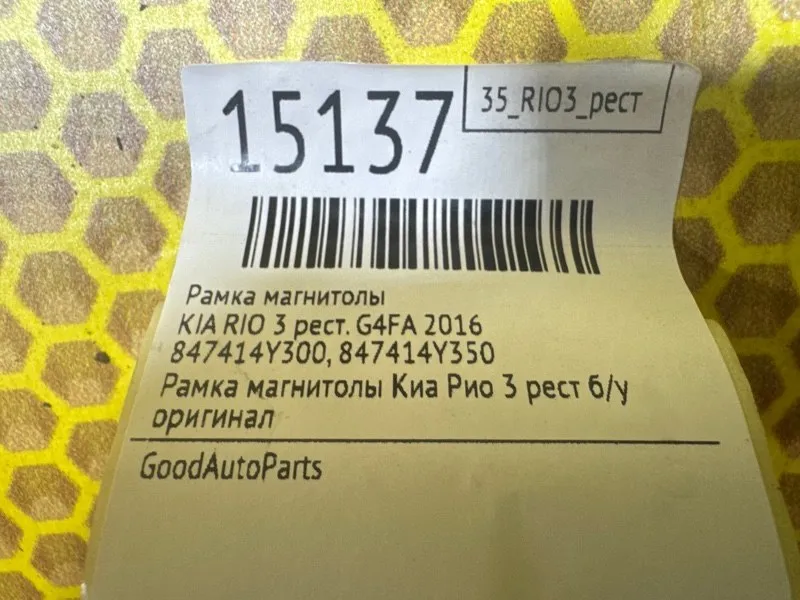 15137
35_RIO3_рест
Рамка магнитолы
KIA RIO 3 рест. G4FA 2016
847414Y300, 847414Y350
Рамка магнитолы Киа Рио 3 рест б/у
оригинал
GoodAutoParts